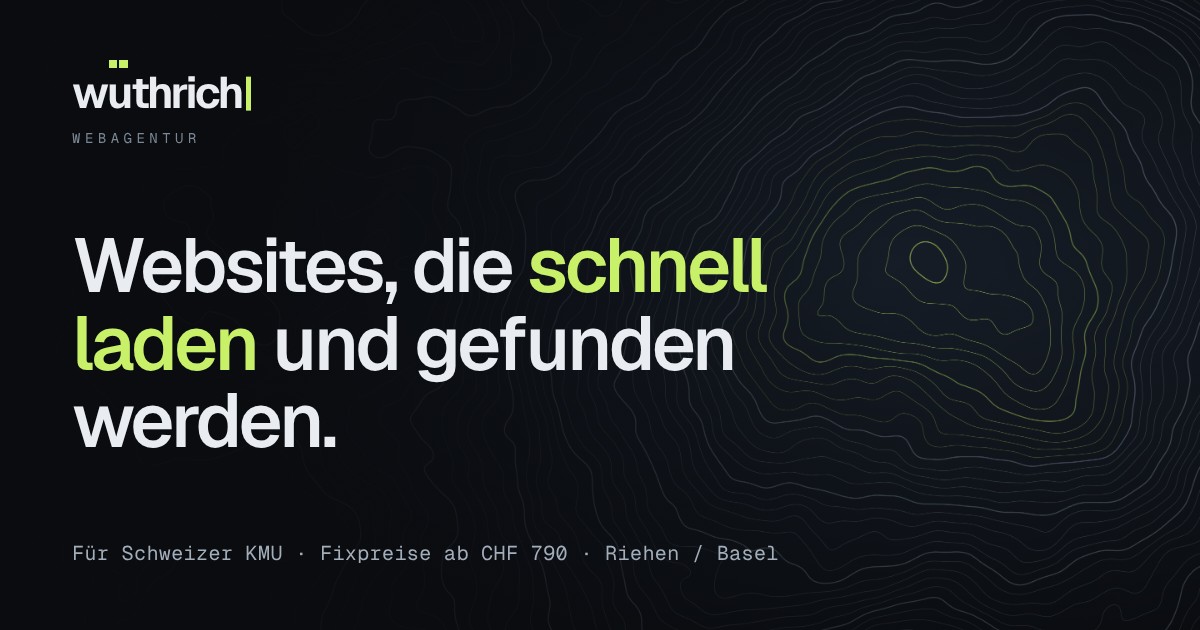 wüthrich|
WEBAGENTUR
Websites, die schnell
laden und gefunden
werden.
Für Schweizer KMU · Fixpreise ab CHF 790 · Riehen / Basel